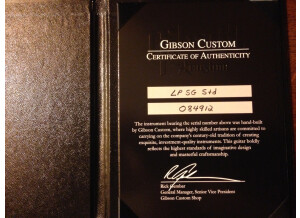 GIBSON CUSTOM
CERTIFICATE OF AUTHENTICITY
LP SG Std
084912
The instrument bearing the serial number above was hand-built
by Gibson Custom, where highly skilled artisans are committed to
carrying on the company's century-old tradition of creating
exquisite, investment-quality instruments. This guitar boldly
reflects the highest standards of imaginative design
and masterful craftsmanship.
Rick Gembar
General Manager, Senior Vice President
Gibson Custom Shop